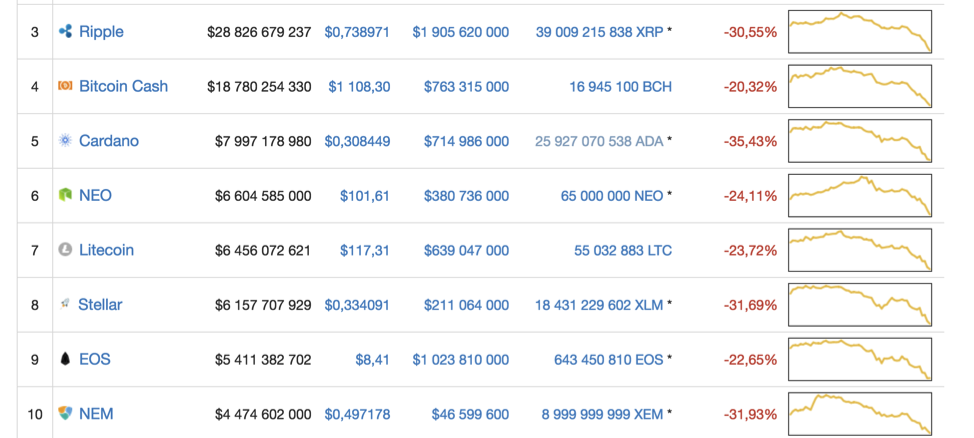 3 Ripple $28 826 679 237 $0,738971 $1 905 620 000 39 009 215 838 XRP * -30,55%
4 Bitcoin Cash $18 780 254 330 $1 108,30 $763 315 000 16 945 100 BCH -20,32%
5 Cardano $7 997 178 980 $0,308449 $714 986 000 25 927 070 538 ADA * -35,43%
6 NEO $6 604 585 000 $101,61 $380 736 000 65 000 000 NEO * -24,11%
7 Litecoin $6 456 072 621 $117,31 $639 047 000 55 032 883 LTC -23,72%
8 Stellar $6 157 707 929 $0,334091 $211 064 000 18 431 229 602 XLM * -31,69%
9 EOS $5 411 382 702 $8,41 $1 023 810 000 643 450 810 EOS * -22,65%
10 NEM $4 474 602 000 $0,497178 $46 599 600 8 999 999 999 XEM * -31,93%